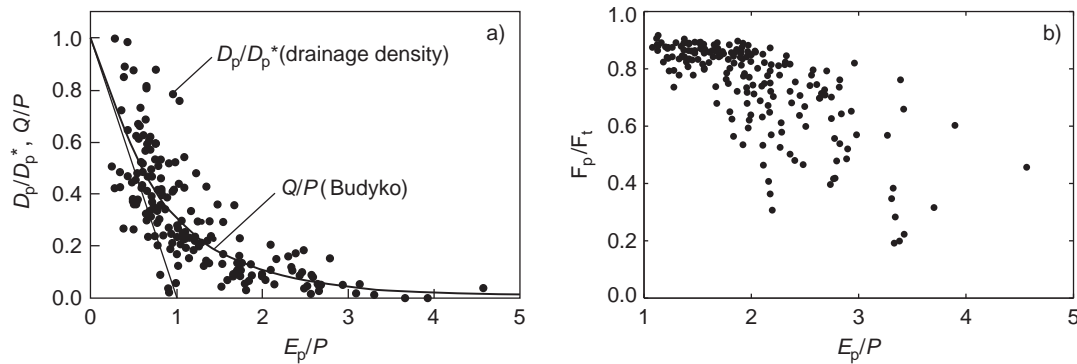 a)
1.0
0.8
0.6
0.4
0.2
0.0
D_p/D_p*, Q/P
D_p/D_p* (drainage density)
Q/P (Budyko)
0 1 2 3 4 5
E_p/P
b)
1.0
0.8
0.6
0.4
0.2
0.0
F_p/F_t
1 2 3 4 5
E_p/P